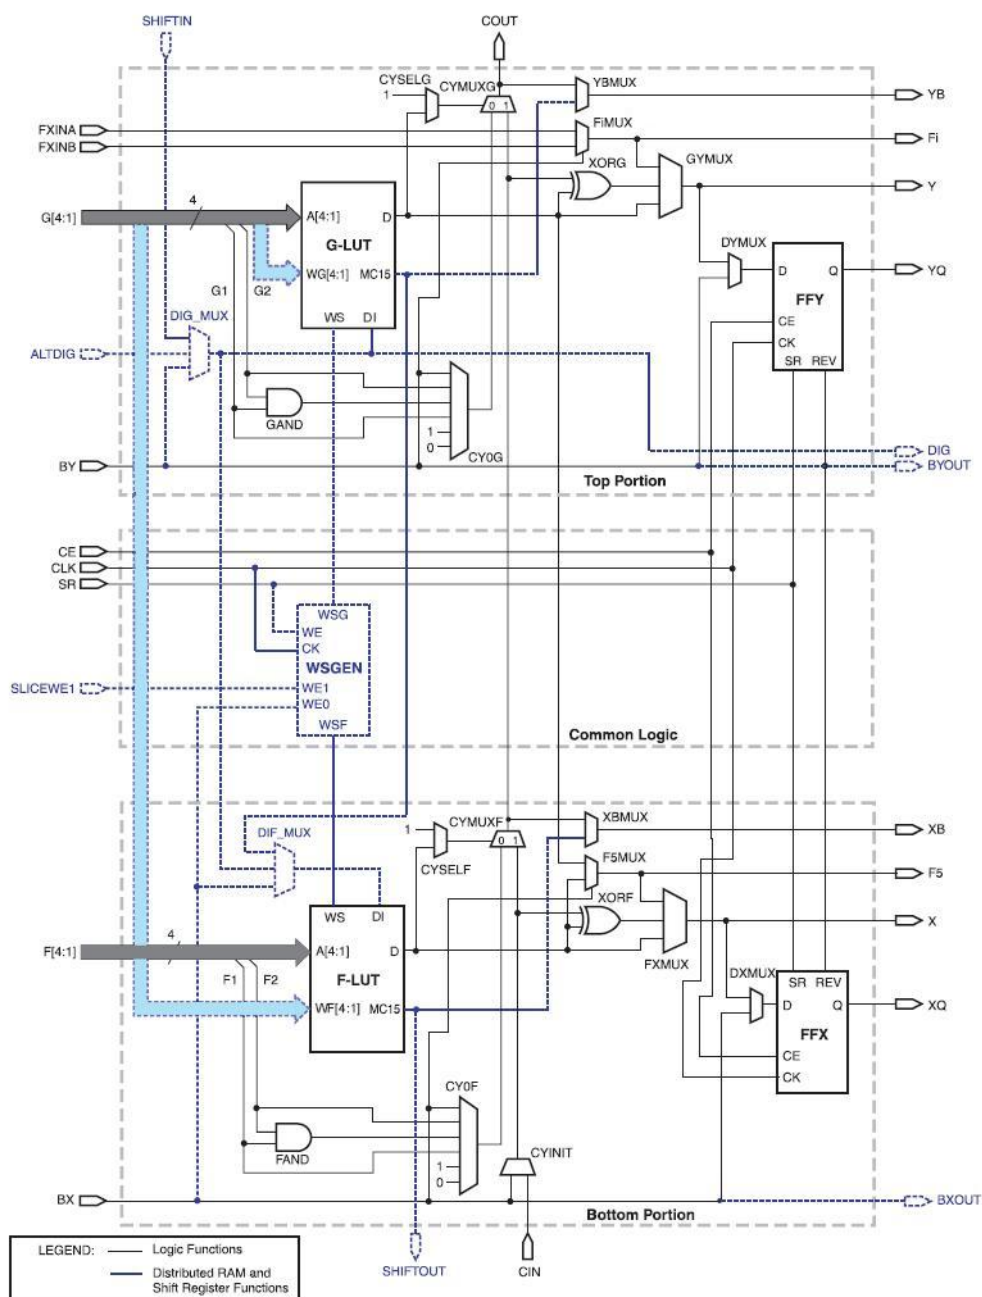 SHIFTIN
COUT
CYSELG
CYMUXG
YBMUX
1
0 1
YB
FXINA
FXINB
FiMUX
Fi
XORG
GYMUX
Y
4
G[4:1]
A[4:1]
D
G-LUT
WG[4:1]
MC15
WS
DI
G1
G2
DYMUX
D
Q
YQ
FFY
CE
CK
SR
REV
DIG_MUX
ALTDIG
GAND
1
0
CY0G
BY
DIG
BYOUT
Top Portion
CE
CLK
SR
WSG
WE
CK
WSGEN
WE1
WE0
WSF
SLICEWE1
Common Logic
DIF_MUX
CYMUXF
XBMUX
1
0 1
XB
CYSELF
F5MUX
F5
XORF
X
FXMUX
WS
DI
4
F[4:1]
A[4:1]
D
F-LUT
WF[4:1]
MC15
F1
F2
DXMUX
SR
REV
D
Q
XQ
FFX
CE
CK
CY0F
FAND
1
0
CYINIT
BX
BXOUT
Bottom Portion
SHIFTOUT
CIN
LEGEND:
Logic Functions
Distributed RAM and
Shift Register Functions